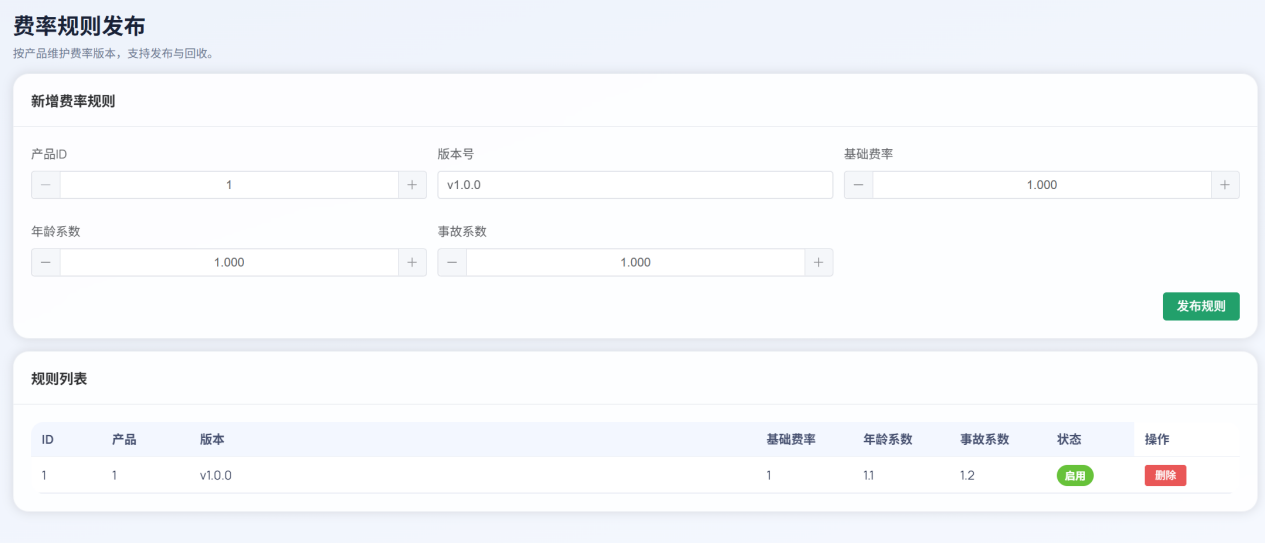 费率规则发布
按产品维护费率版本，支持发布与回收。
新增费率规则
产品ID 版本号 基础费率
− 1 + v1.0.0 − 1.000 +
年龄系数 事故系数
− 1.000 + − 1.000 +
发布规则
规则列表
ID 产品 版本 基础费率 年龄系数 事故系数 状态 操作
1 1 v1.0.0 1 1.1 1.2 启用 删除